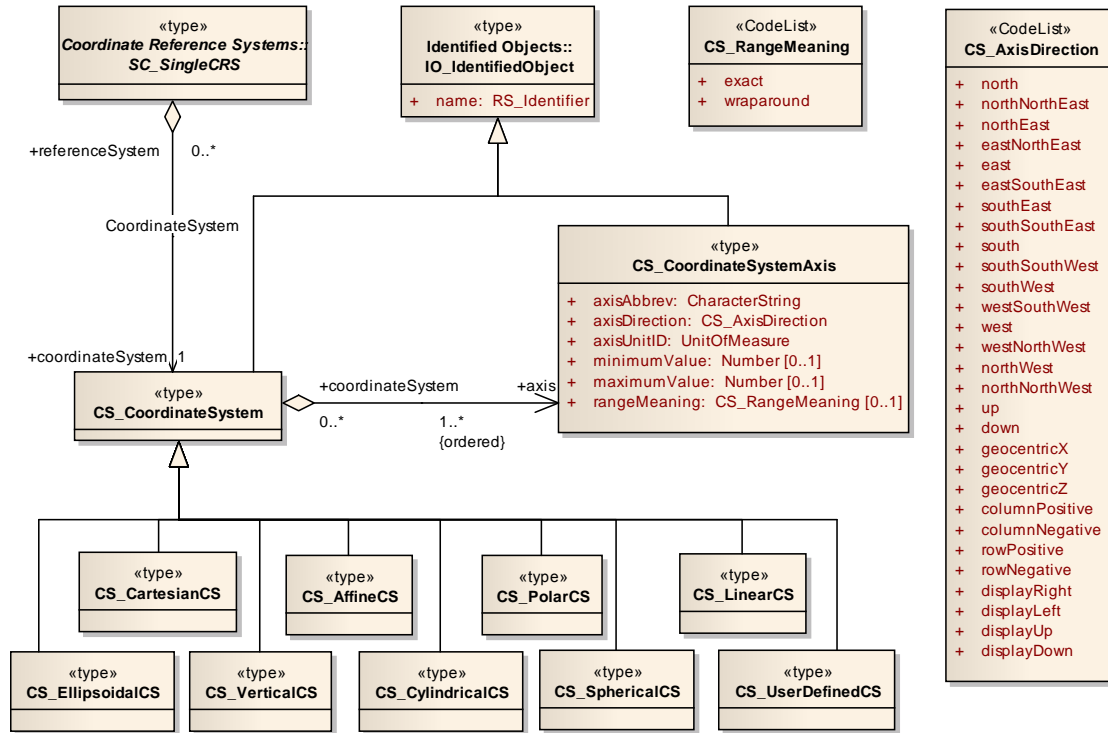 «type»
Coordinate Reference Systems::
SC_SingleCRS
«type»
Identified Objects::
IO_IdentifiedObject
+ name: RS_Identifier
«CodeList»
CS_RangeMeaning
+ exact
+ wraparound
«CodeList»
CS_AxisDirection
+ north
+ northNorthEast
+ northEast
+ eastNorthEast
+ east
+ eastSouthEast
+ southEast
+ southSouthEast
+ south
+ southSouthWest
+ southWest
+ westSouthWest
+ west
+ westNorthWest
+ northWest
+ northNorthWest
+ up
+ down
+ geocentricX
+ geocentricY
+ geocentricZ
+ columnPositive
+ columnNegative
+ rowPositive
+ rowNegative
+ displayRight
+ displayLeft
+ displayUp
+ displayDown
+referenceSystem 0..*
CoordinateSystem
+coordinateSystem 1
«type»
CS_CoordinateSystemAxis
+ axisAbbrev: CharacterString
+ axisDirection: CS_AxisDirection
+ axisUnitID: UnitOfMeasure
+ minimumValue: Number [0..1]
+ maximumValue: Number [0..1]
+ rangeMeaning: CS_RangeMeaning [0..1]
«type»
CS_CoordinateSystem
+coordinateSystem +axis
0..* 1..*
{ordered}
«type»
CS_CartesianCS
«type»
CS_AffineCS
«type»
CS_PolarCS
«type»
CS_LinearCS
«type»
CS_EllipsoidalCS
«type»
CS_VerticalCS
«type»
CS_CylindricalCS
«type»
CS_SphericalCS
«type»
CS_UserDefinedCS